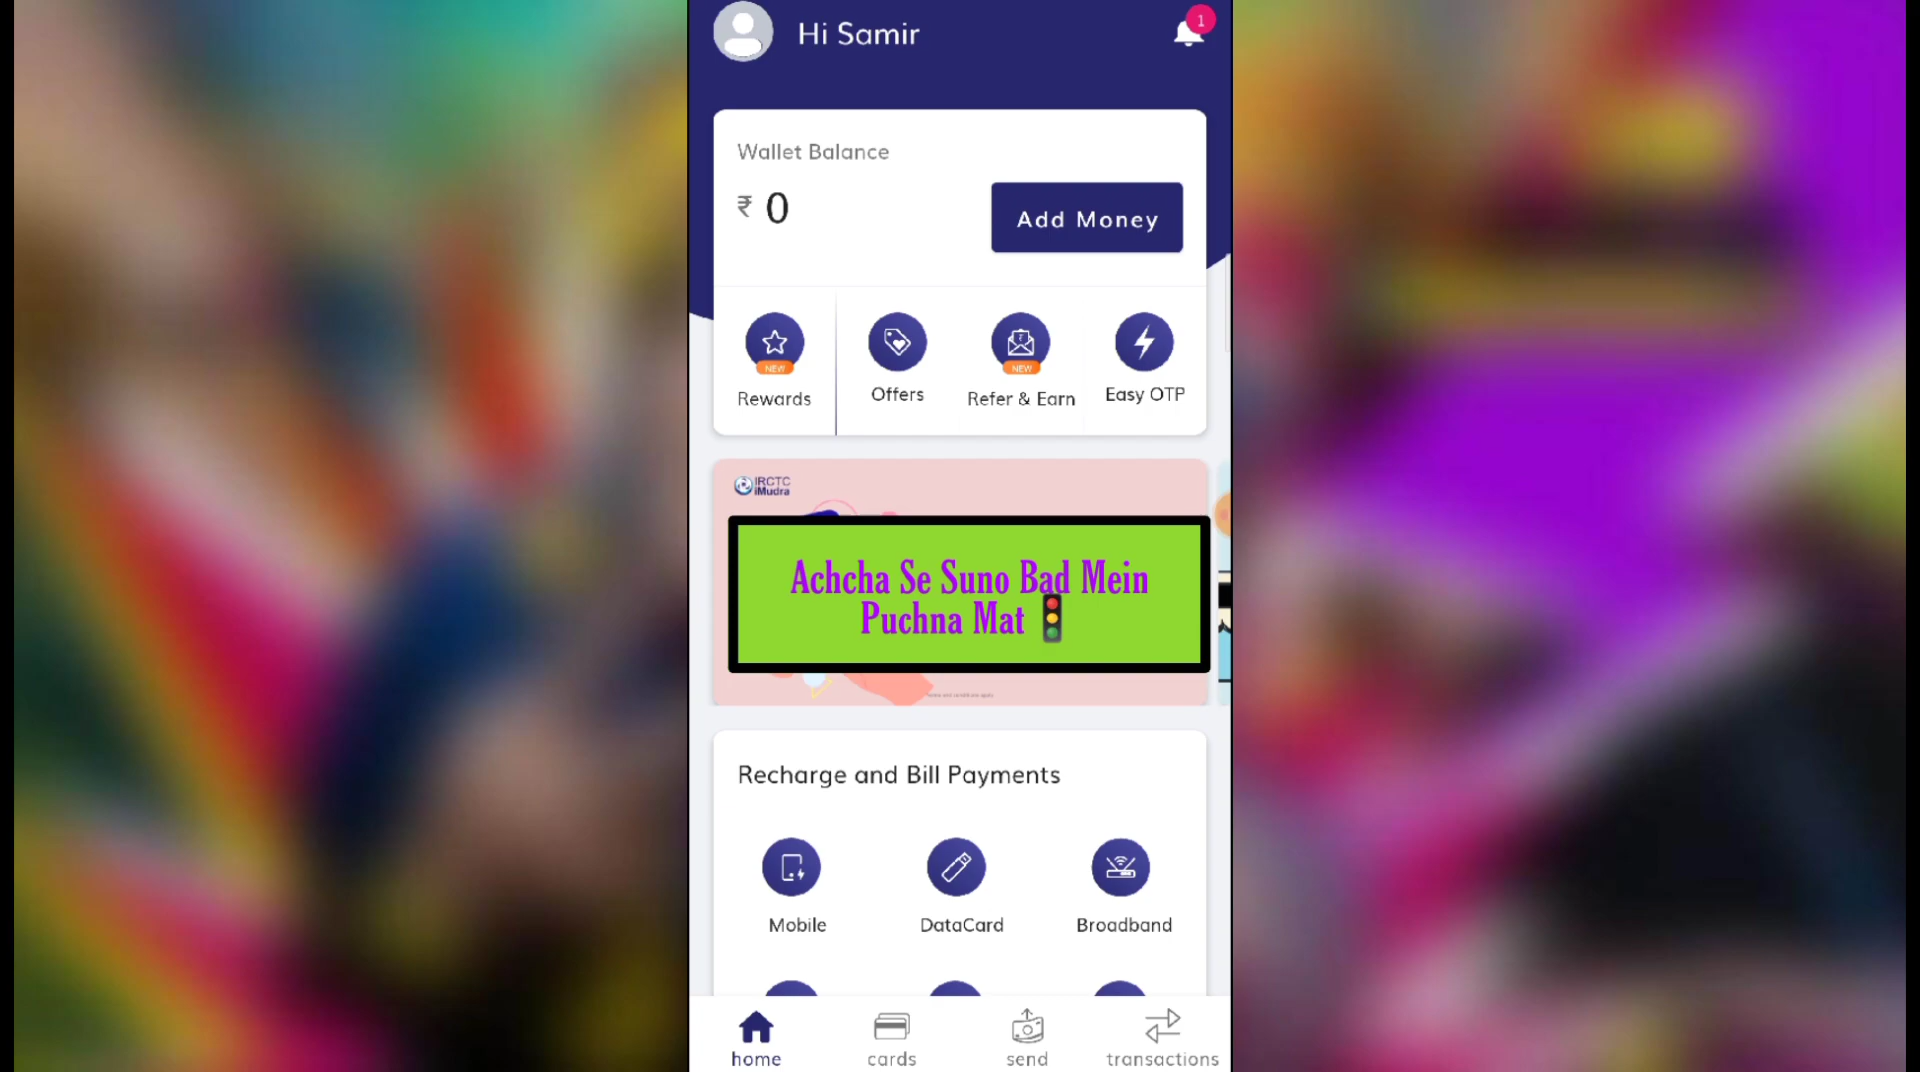 Hi Samir
1
Wallet Balance
₹ 0
Add Money
NEW
NEW
Rewards
Offers
Refer & Earn
Easy OTP
IRCTC
iMudra
Achcha Se Suno Bad Mein
Puchna Mat
Recharge and Bill Payments
Mobile
DataCard
Broadband
home
cards
send
transactions